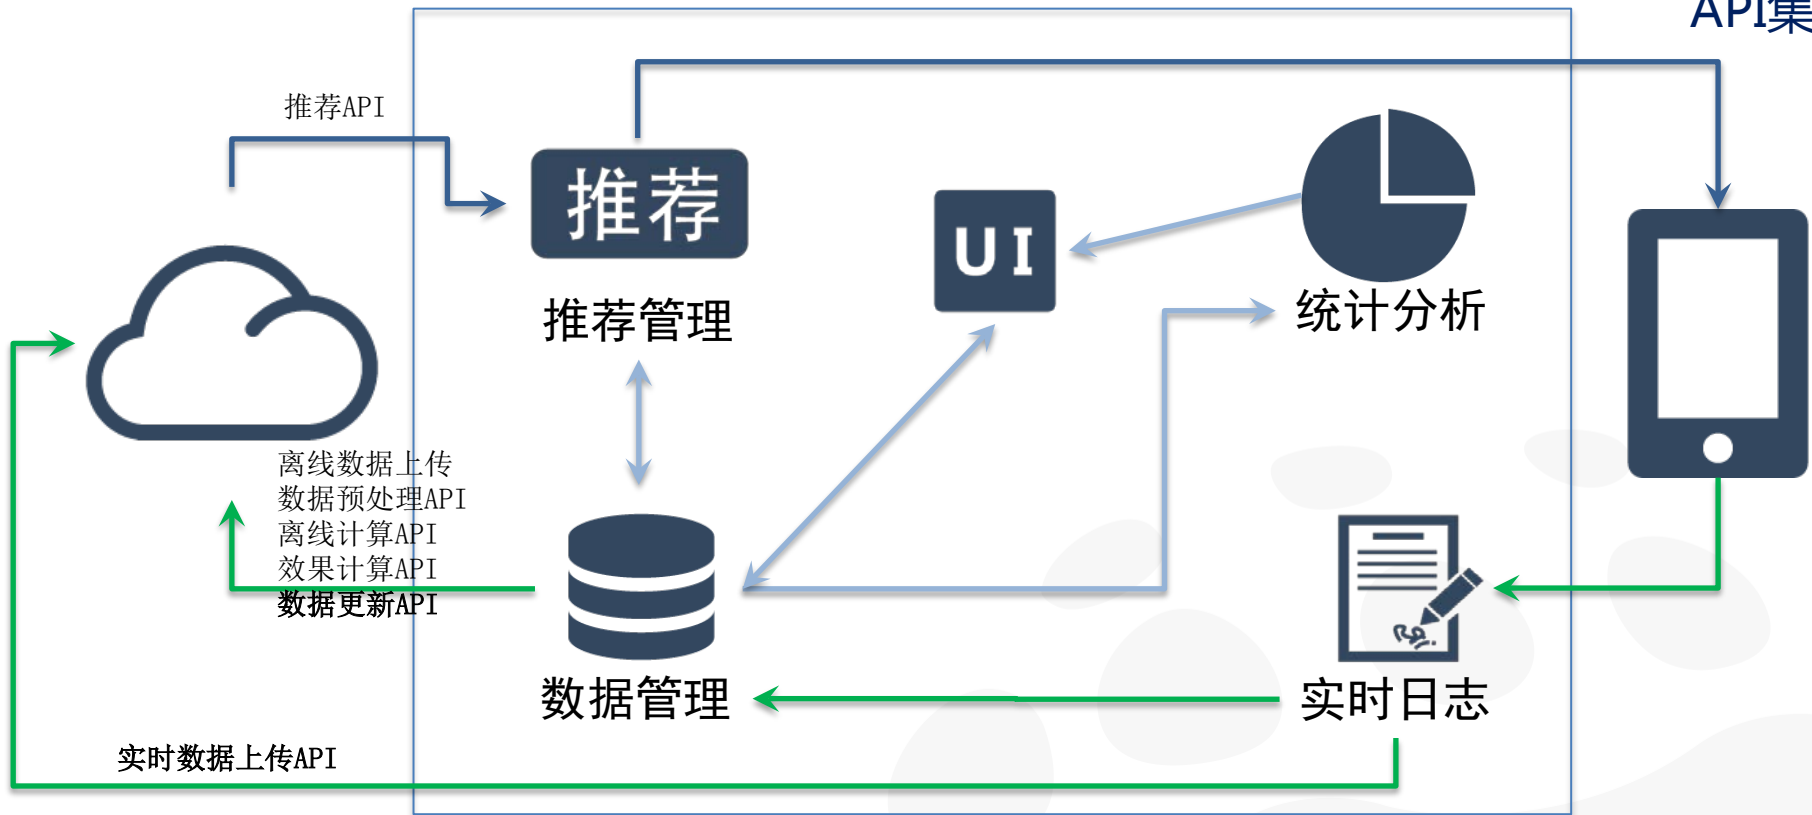 API集
推荐API
推荐
UI
推荐管理
统计分析
离线数据上传
数据预处理API
离线计算API
效果计算API
数据更新API
数据管理
实时日志
实时数据上传API